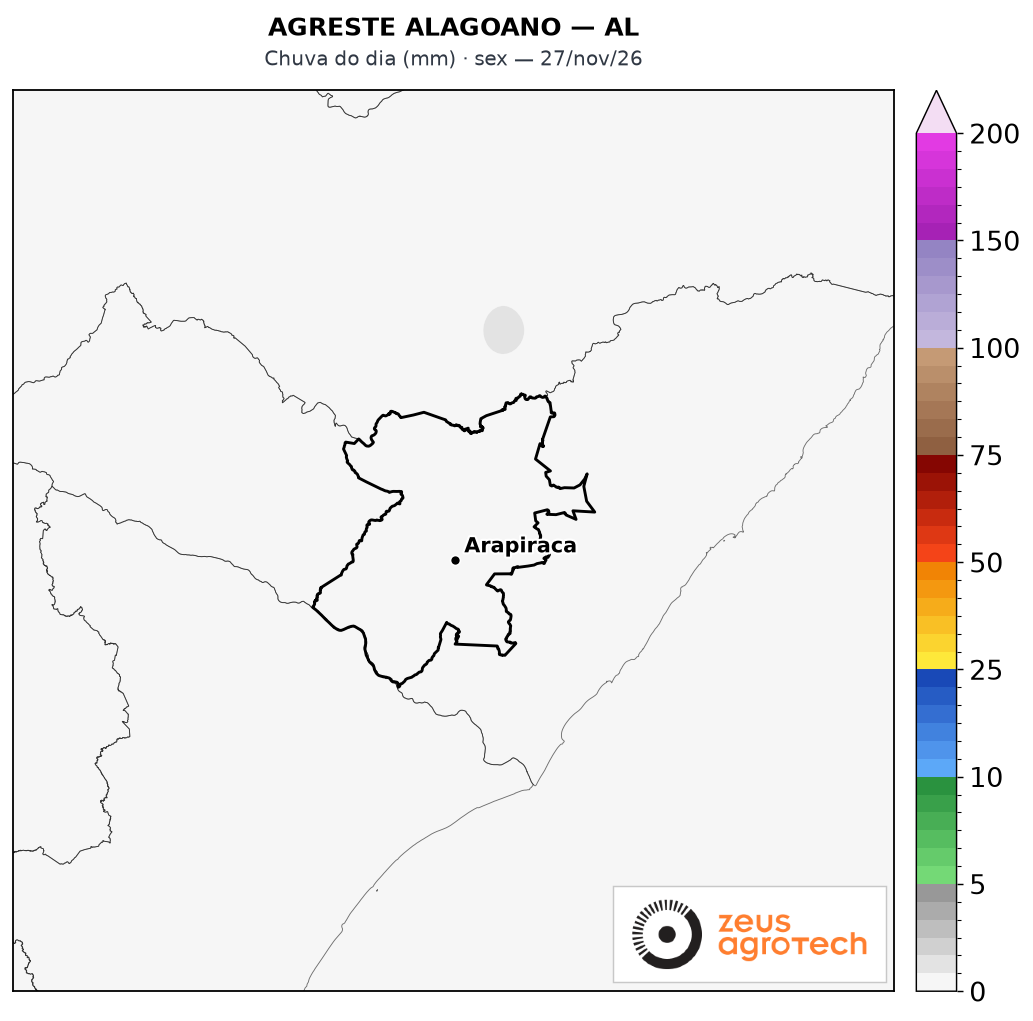 AGRESTE ALAGOANO — AL
Chuva do dia (mm) · sex — 27/nov/26
200
150
100
75
50
25
10
5
0
Arapiraca
zeus
agrotech